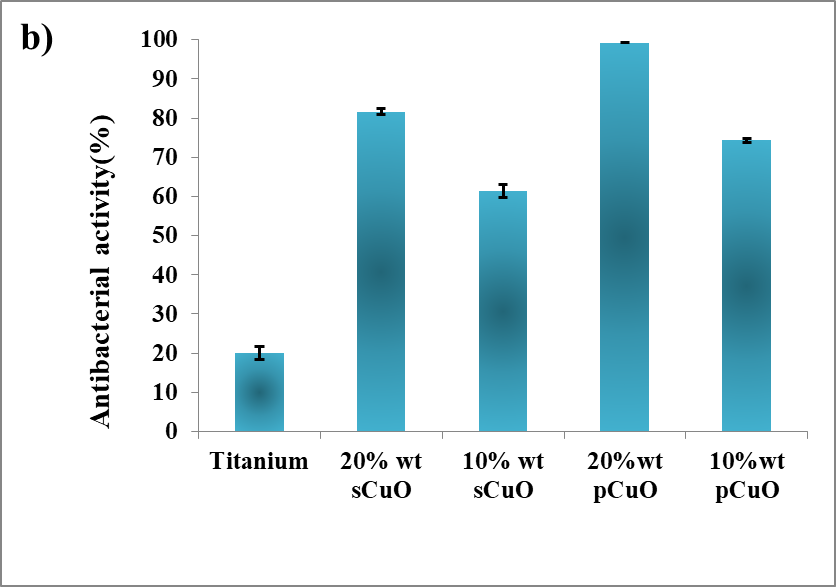 b)
Antibacterial activity(%)
100
90
80
70
60
50
40
30
20
10
0
Titanium
20% wt
sCuO
10% wt
sCuO
20%wt
pCuO
10%wt
pCuO